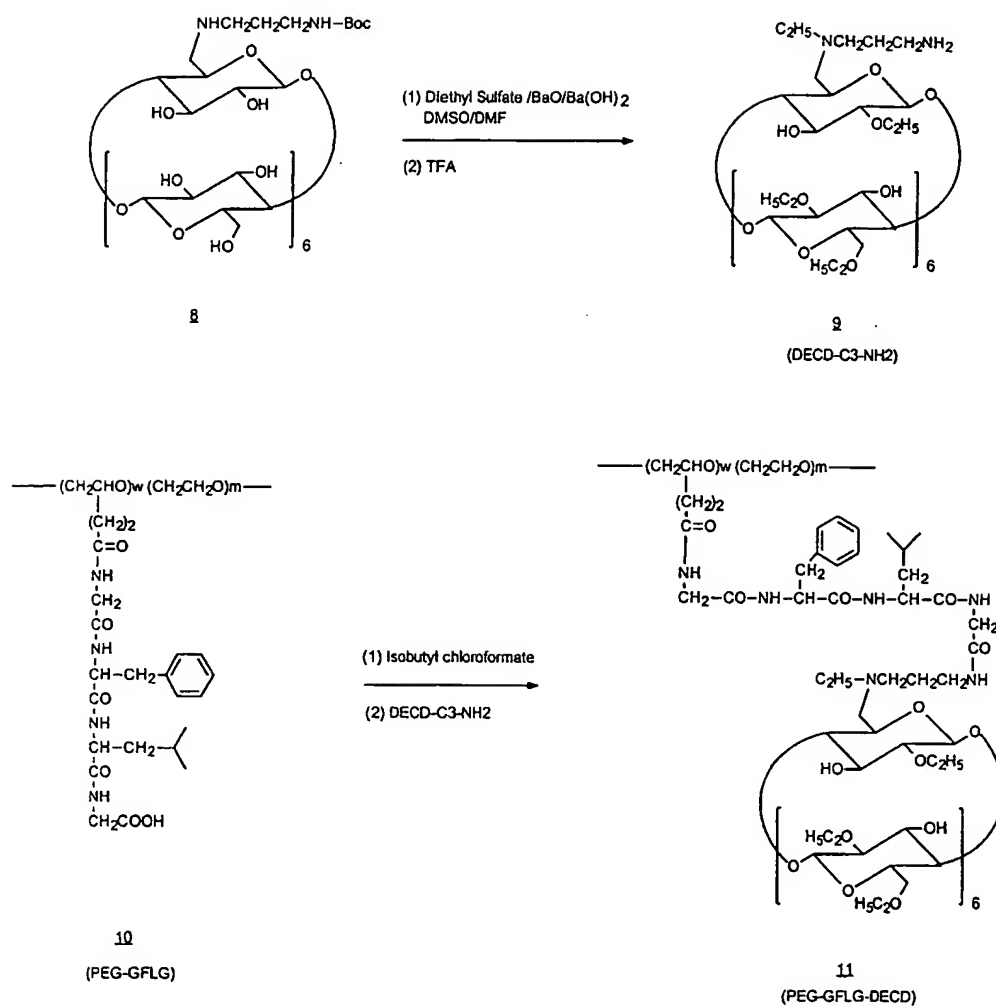 NHCH2CH2CH2NH-Boc
O
O
HO
OH
HO
OH
O
O
HO
6
(1) Diethyl Sulfate /BaO/Ba(OH)2
DMSO/DMF
(2) TFA
C2H5
NCH2CH2CH2NH2
O
O
HO
OC2H5
H5C2O
OH
O
O
H5C2O
6
8
9
(DECD-C3-NH2)
(CH2CHO)w (CH2CH2O)m
(CH2)2
C=O
NH
CH2
CO
NH
CH-CH2
CO
NH
CH-CH2
CO
NH
CH2COOH
(1) Isobutyl chloroformate
(2) DECD-C3-NH2
(CH2CHO)w (CH2CH2O)m
(CH2)2
C=O
NH
CH2-CO-NH-CH-CO-NH-CH-CO-NH
CH2
CH2
CH2
CO
C2H5-NCH2CH2CH2NH
O
O
HO
OC2H5
H5C2O
OH
O
O
H5C2O
6
10
(PEG-GFLG)
11
(PEG-GFLG-DECD)